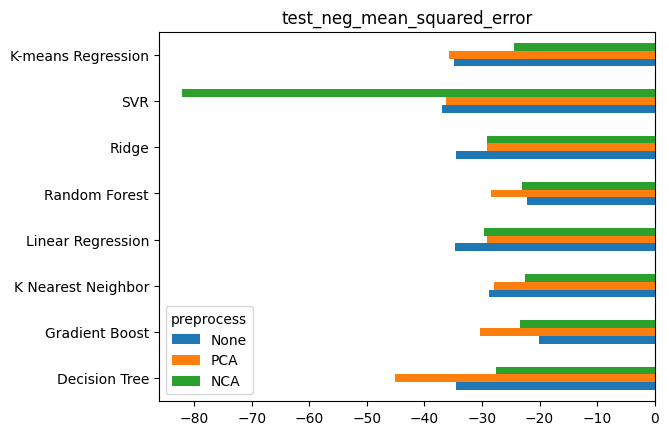 test_neg_mean_squared_error
K-means Regression
SVR
Ridge
Random Forest
Linear Regression
K Nearest Neighbor
Gradient Boost
Decision Tree
preprocess
None
PCA
NCA
−80 −70 −60 −50 −40 −30 −20 −10 0